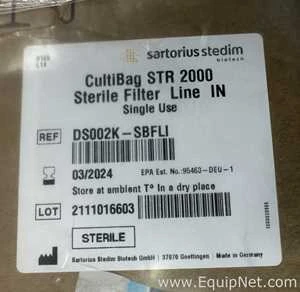 sartorius stedim
biotech
CultiBag STR 2000
Sterile Filter Line IN
Single Use
REF DS002K-SBFLI
03/2024 EPA Est. No.:95463-DEU-1
Store at ambient T° In a dry place
LOT 2111016603
STERILE
Sartorius Stedim Biotech GmbH | 37070 Goettingen | Made in Germany
© www.EquipNet.com